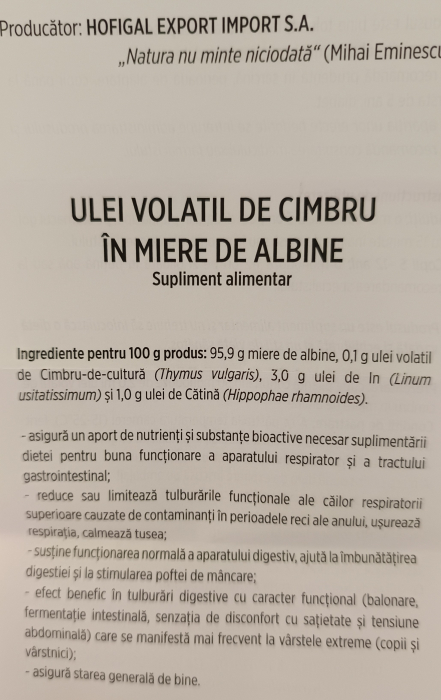 Producător: HOFIGAL EXPORT IMPORT S.A.
„Natura nu minte niciodată“ (Mihai Eminescu
ULEI VOLATIL DE CIMBRU
ÎN MIERE DE ALBINE
Supliment alimentar
Ingrediente pentru 100 g produs: 95,9 g miere de albine, 0,1 g ulei volatil
de Cimbru-de-cultură (Thymus vulgaris), 3,0 g ulei de In (Linum
usitatissimum) și 1,0 g ulei de Cătină (Hippophae rhamnoides).
- asigură un aport de nutrienți și substanțe bioactive necesar suplimentării
dietei pentru buna funcționare a aparatului respirator și a tractului
gastrointestinal;
- reduce sau limitează tulburările funcționale ale căilor respiratorii
superioare cauzate de contaminanți în perioadele reci ale anului, ușurează
respirația, calmează tusea;
- susține funcționarea normală a aparatului digestiv, ajută la îmbunătățirea
digestiei și la stimularea poftei de mâncare;
- efect benefic în tulburări digestive cu caracter funcțional (balonare,
fermentație intestinală, senzația de disconfort cu sațietate și tensiune
abdominală) care se manifestă mai frecvent la vârstele extreme (copii și
vârstnici);
- asigură starea generală de bine.